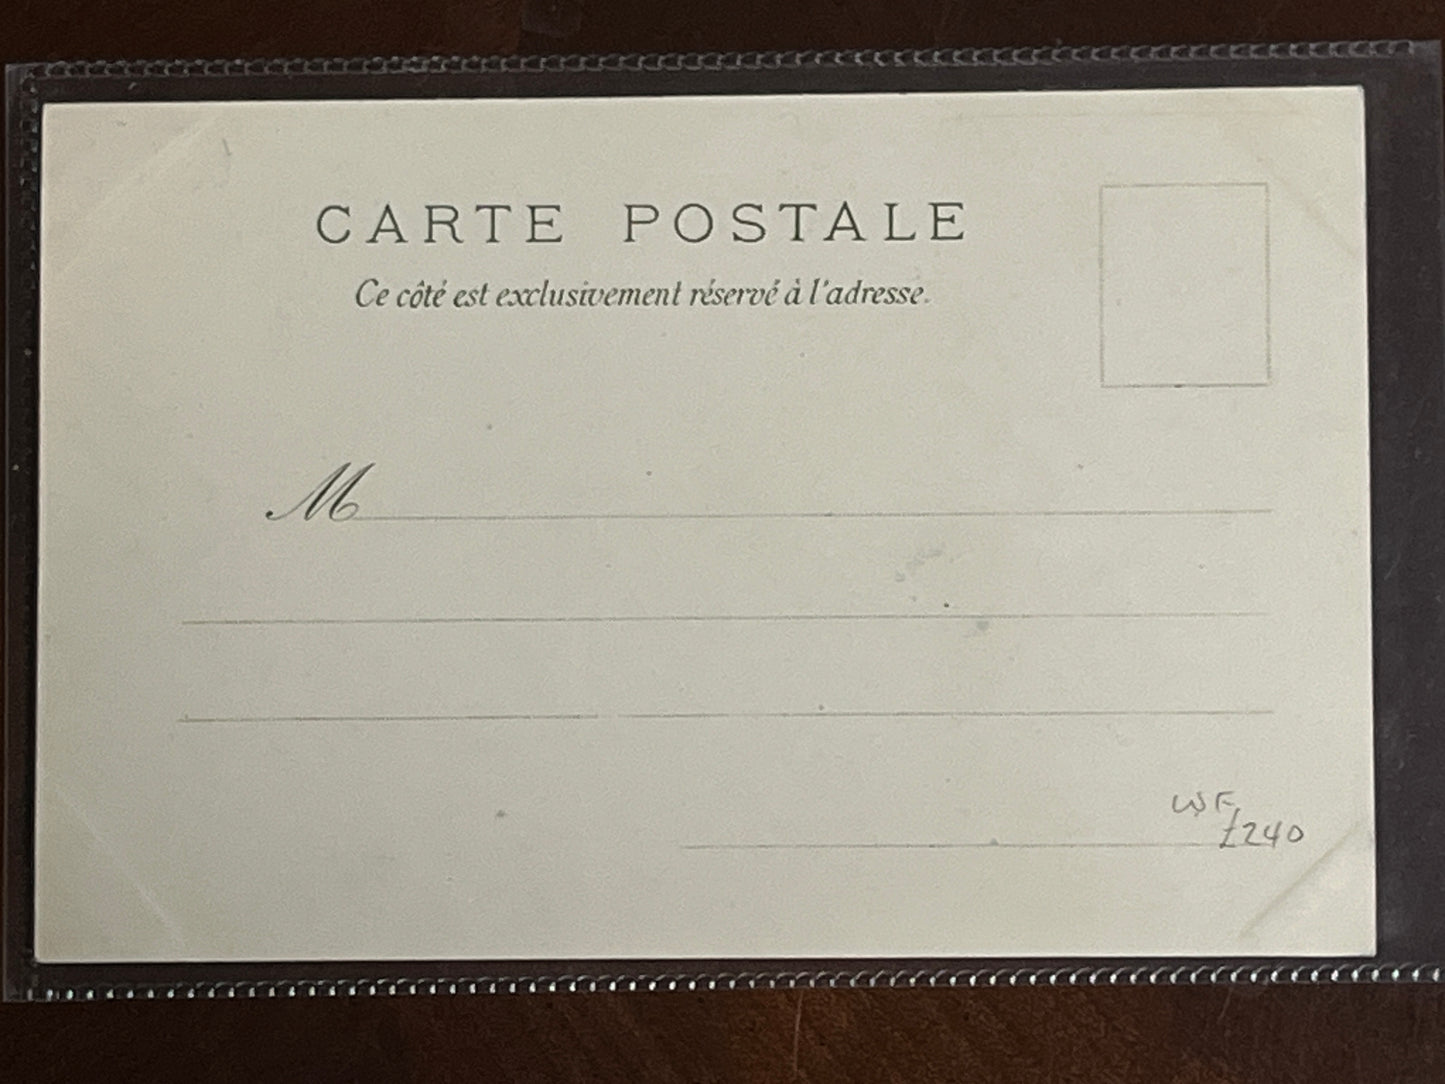 CARTE POSTALE
Ce côté est exclusivement réservé à l'adresse.
M
WF
£240